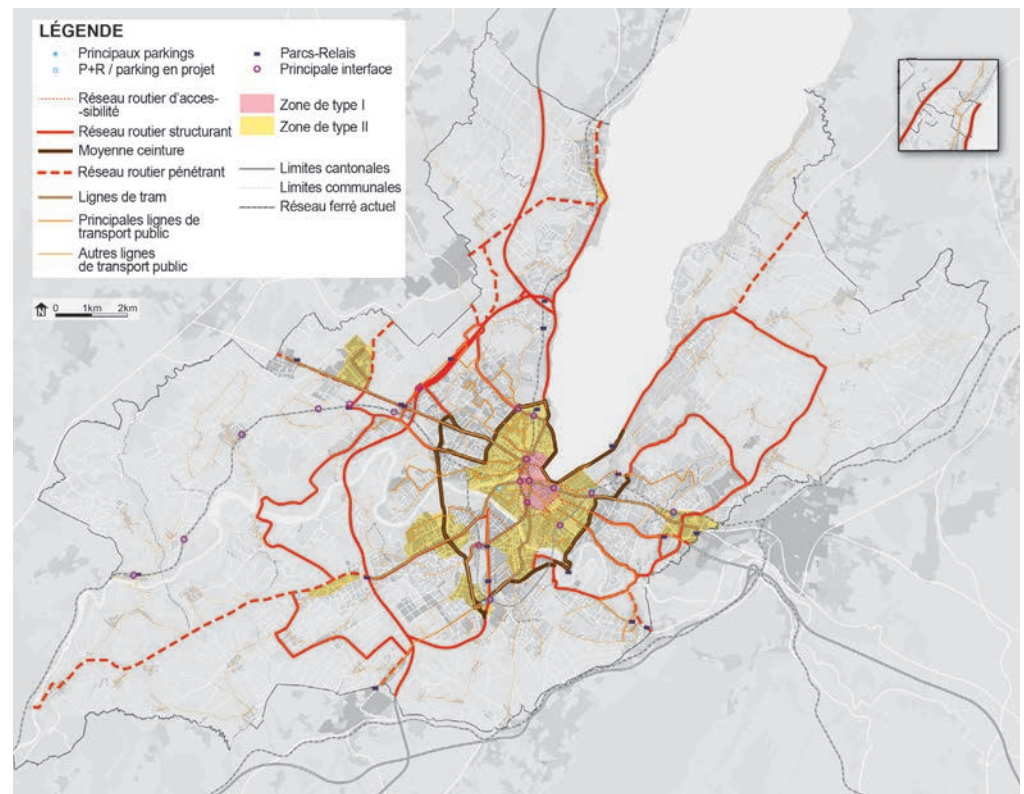 LÉGENDE
Principaux parkings
P+R / parking en projet
Réseau routier d'acces-
-sibilité
Réseau routier structurant
Moyenne ceinture
Réseau routier pénétrant
Lignes de tram
Principales lignes de
transport public
Autres lignes
de transport public
Parcs-Relais
Principale interface
Zone de type I
Zone de type II
Limites cantonales
Limites communales
Réseau ferré actuel
N 0 1km 2km